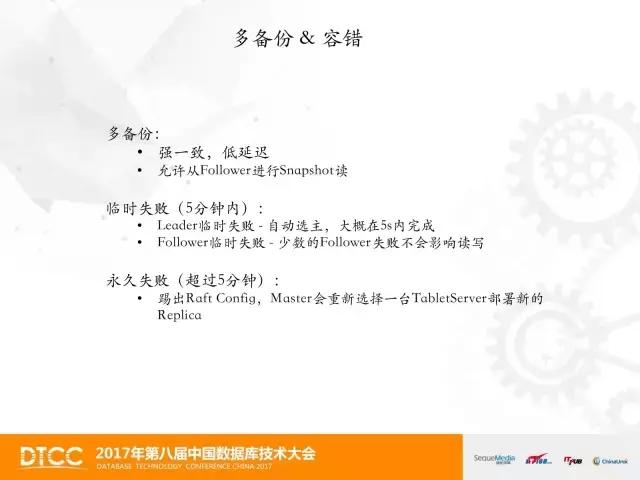 多备份 & 容错
多备份：
• 强一致，低延迟
• 允许从Follower进行Snapshot读
临时失败（5分钟内）：
• Leader临时失败 - 自动选主，大概在5s内完成
• Follower临时失败 - 少数的Follower失败不会影响读写
永久失败（超过5分钟）：
• 踢出Raft Config，Master会重新选择一台TabletServer部署新的
Replica
DTCC
2017年第八届中国数据库技术大会
DATABASE TECHNOLOGY CONFERENCE CHINA 2017
SequeMedia
ITPUB
ChinaUnix